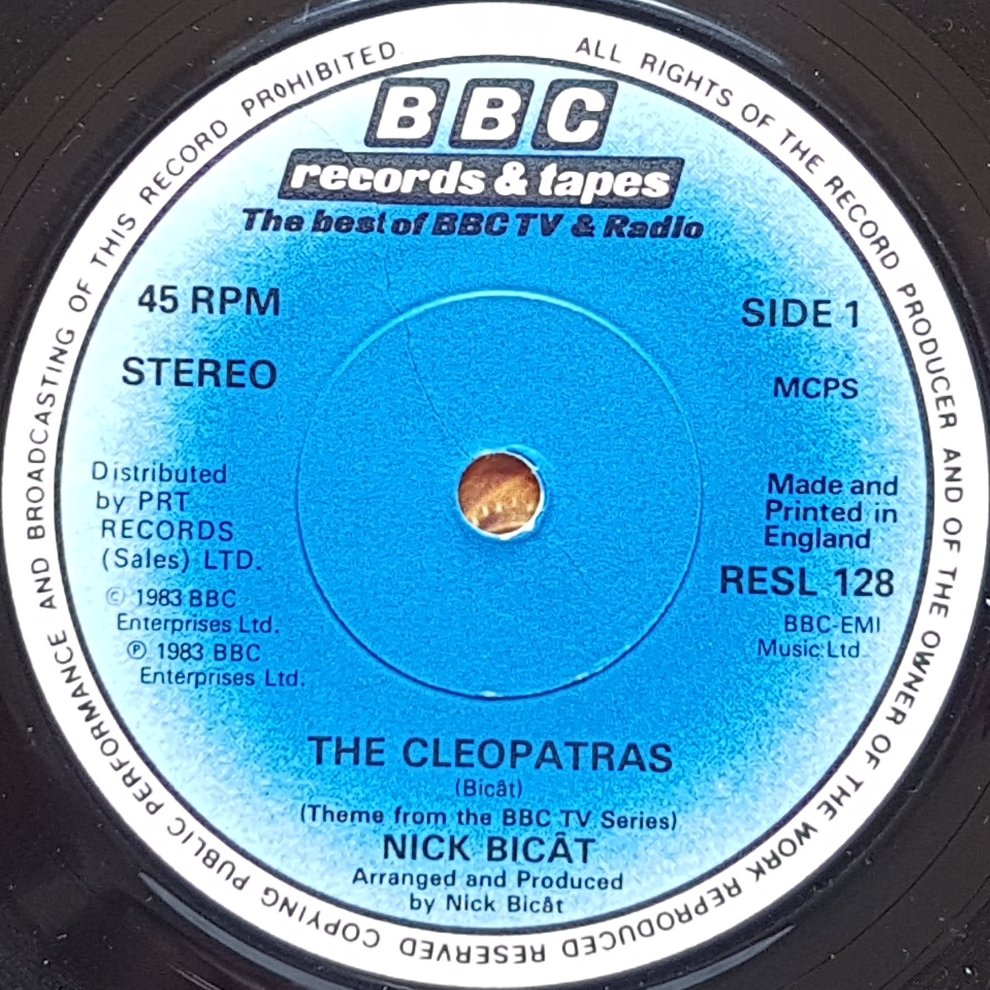 ALL RIGHTS OF THE RECORD PRODUCER AND OF THE OWNER OF THE WORK REPRODUCED RESERVED COPYING PUBLIC PERFORMANCE AND BROADCASTING OF THIS RECORD PROHIBITED
BBC
records & tapes
The best of BBC TV & Radio
45 RPM
SIDE 1
STEREO
MCPS
Distributed
by PRT
RECORDS
(Sales) LTD.
© 1983 BBC
Enterprises Ltd.
℗ 1983 BBC
Enterprises Ltd.
Made and
Printed in
England
RESL 128
BBC-EMI
Music Ltd
THE CLEOPATRAS
(Bicât)
(Theme from the BBC TV Series)
NICK BICÂT
Arranged and Produced
by Nick Bicât